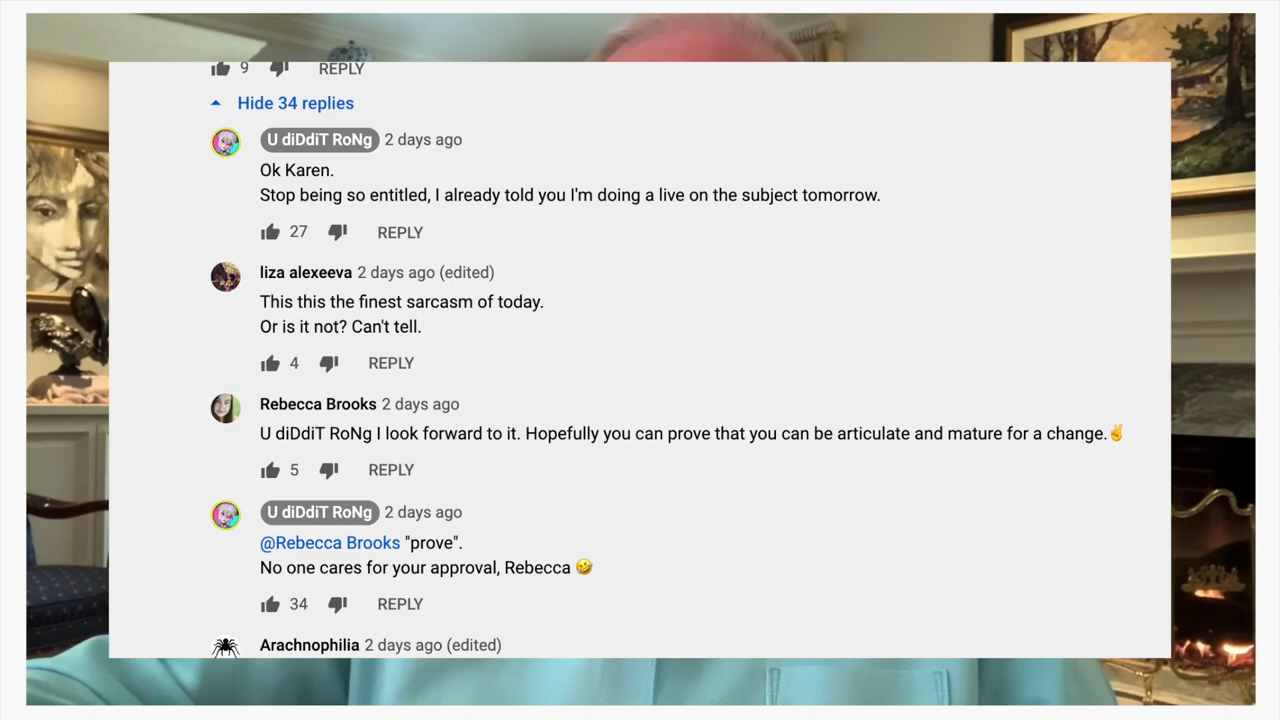 9 REPLY
Hide 34 replies
U diDdiT RoNg 2 days ago
Ok Karen.
Stop being so entitled, I already told you I'm doing a live on the subject tomorrow.
27 REPLY
liza alexeeva 2 days ago (edited)
This this the finest sarcasm of today.
Or is it not? Can't tell.
4 REPLY
Rebecca Brooks 2 days ago
U diDdiT RoNg I look forward to it. Hopefully you can prove that you can be articulate and mature for a change.✌️
5 REPLY
U diDdiT RoNg 2 days ago
@Rebecca Brooks "prove".
No one cares for your approval, Rebecca 🤣
34 REPLY
Arachnophilia 2 days ago (edited)